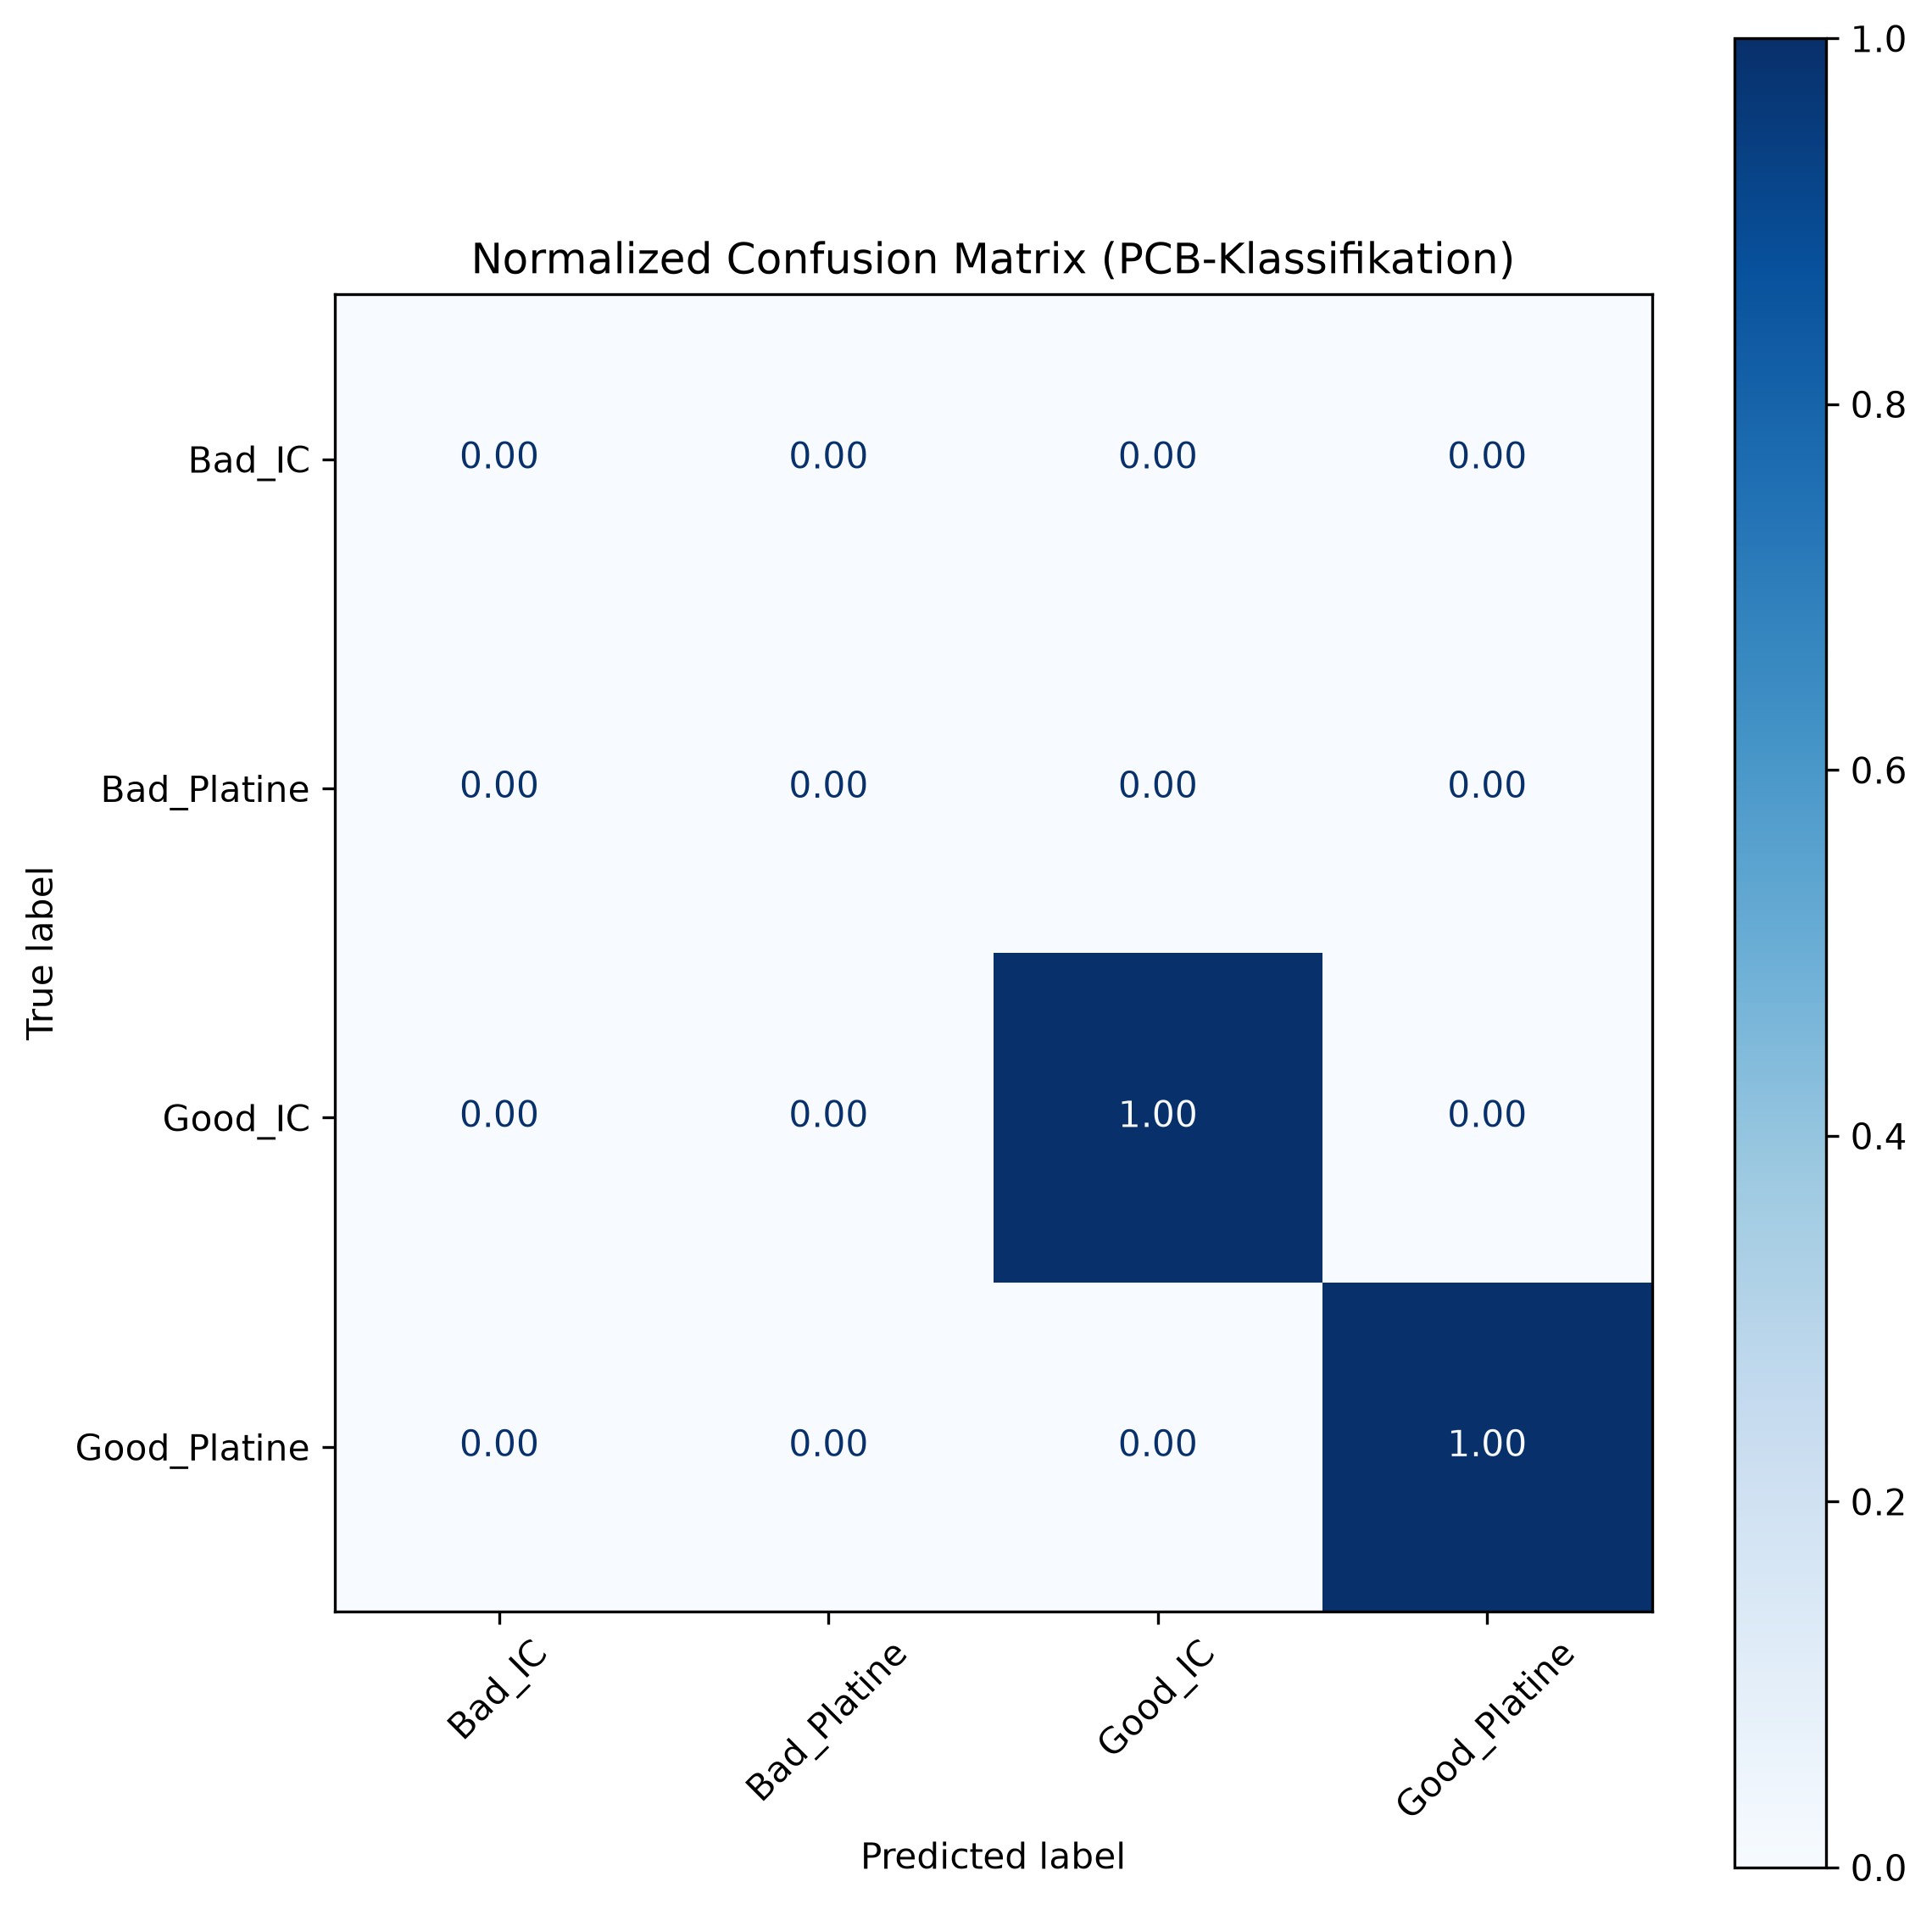 Normalized Confusion Matrix (PCB-Klassifikation)
1.0
0.8
0.6
0.4
0.2
0.0
True label
Bad_IC 0.00 0.00 0.00 0.00
Bad_Platine 0.00 0.00 0.00 0.00
Good_IC 0.00 0.00 1.00 0.00
Good_Platine 0.00 0.00 0.00 1.00
Bad_IC Bad_Platine Good_IC Good_Platine
Predicted label